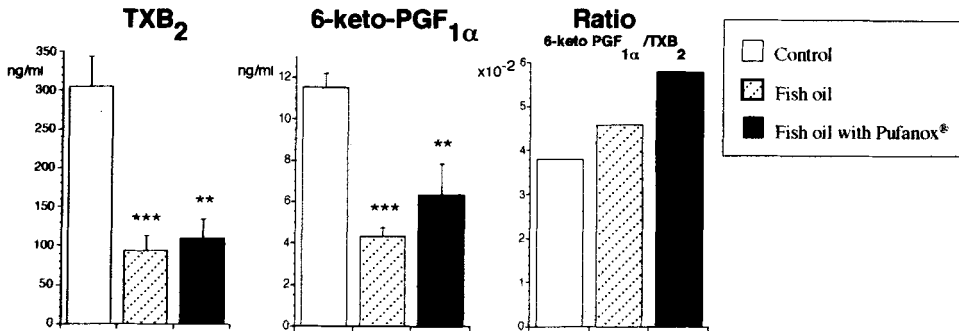 TXB2
ng/ml
350
300
250
200
150
100
50
0
***
**
6-keto-PGF1α
ng/ml
12
10
8
6
4
2
0
***
**
Ratio
6-keto PGF1α /TXB2
x10-2
6
5
4
3
2
1
0
Control
Fish oil
Fish oil with Pufanox®